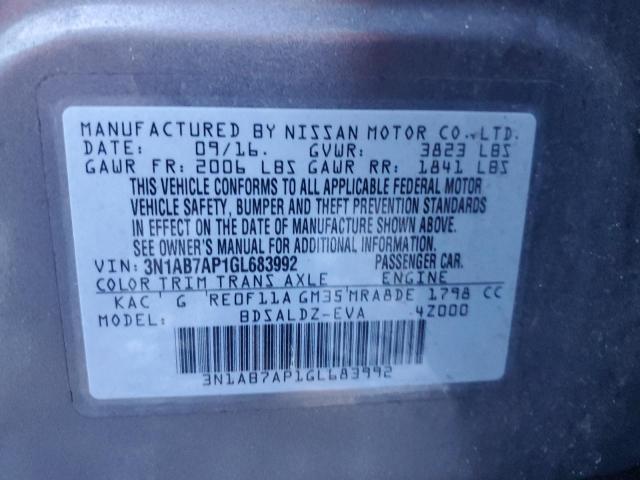 MANUFACTURED BY NISSAN MOTOR CO., LTD.
DATE: 09/16. GVWR: 3823 LBS
GAWR FR: 2006 LBS GAWR RR: 1841 LBS
THIS VEHICLE CONFORMS TO ALL APPLICABLE FEDERAL MOTOR
VEHICLE SAFETY, BUMPER AND THEFT PREVENTION STANDARDS
IN EFFECT ON THE DATE OF MANUFACTURE SHOWN ABOVE.
SEE OWNER'S MANUAL FOR ADDITIONAL INFORMATION.
VIN: 3N1AB7AP1GL683992 PASSENGER CAR.
COLOR TRIM TRANS AXLE ENGINE
KAC G RE0F11A GM35 MRA8DE 1798 CC
MODEL: BDSALDZ-EVA 4Z000
3N1AB7AP1GL683992